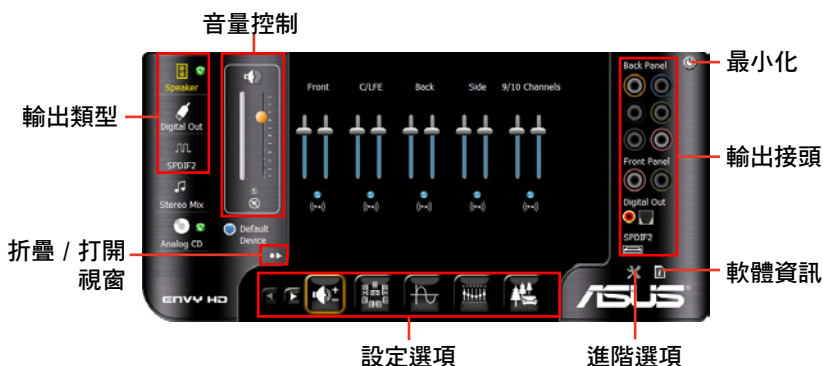 音量控制
最小化
輸出類型
輸出接頭
折疊 / 打開
視窗
軟體資訊
設定選項
進階選項
Speaker
Digital Out
SPDIF2
Stereo Mix
Analog CD
Default
Device
Front
C/LFE
Back
Side
9/10 Channels
Back Panel
Front Panel
Digital Out
SPDIF2
ENVY HD
ASUS